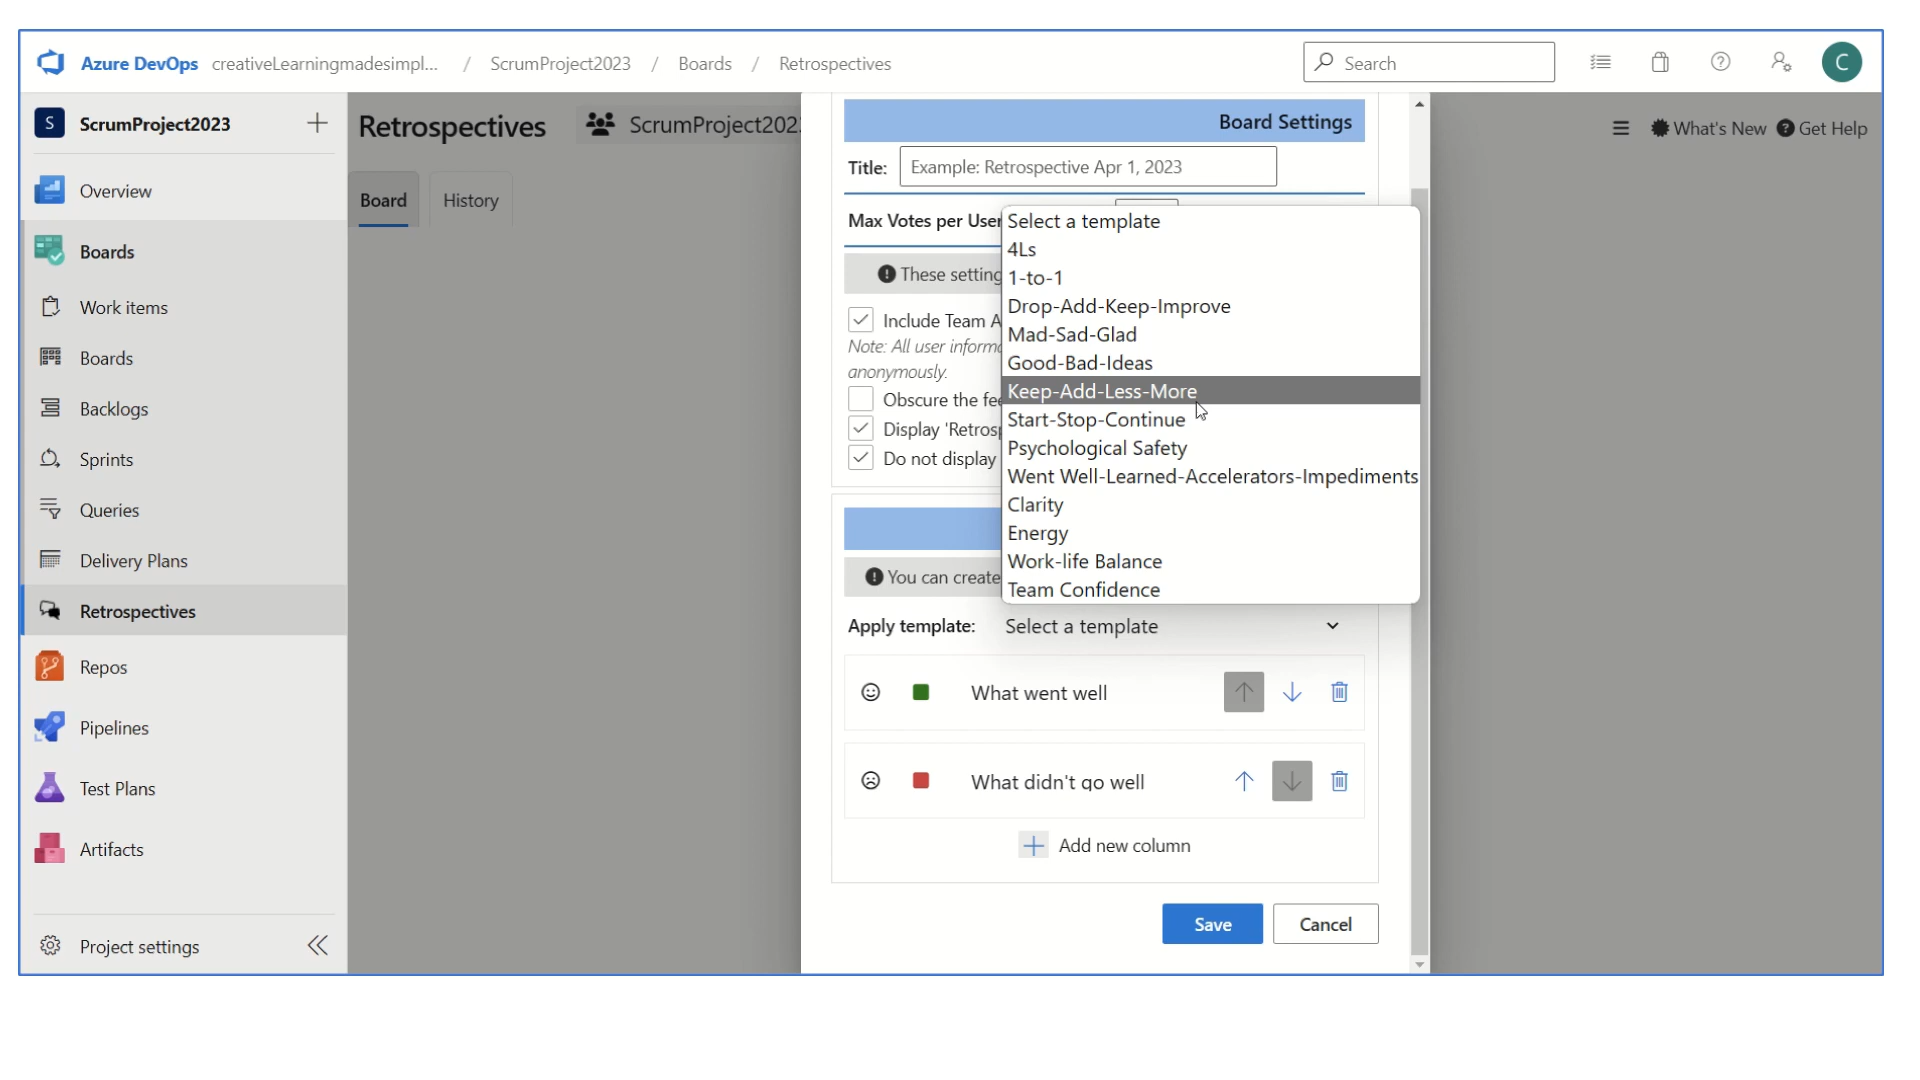 Azure DevOps creativeLearningmadesimpl... / ScrumProject2023 / Boards / Retrospectives
Search
C
S ScrumProject2023
Overview
Boards
Work items
Boards
Backlogs
Sprints
Queries
Delivery Plans
Retrospectives
Repos
Pipelines
Test Plans
Artifacts
Project settings
Retrospectives ScrumProject202
What's New Get Help
Board History
Board Settings
Title: Example: Retrospective Apr 1, 2023
Max Votes per User
These setting
Include Team A
Note: All user informa
anonymously.
Obscure the fee
Display 'Retrosp
Do not display
Select a template
4Ls
1-to-1
Drop-Add-Keep-Improve
Mad-Sad-Glad
Good-Bad-Ideas
Keep-Add-Less-More
Start-Stop-Continue
Psychological Safety
Went Well-Learned-Accelerators-Impediments
Clarity
Energy
Work-life Balance
Team Confidence
You can create
Apply template: Select a template
What went well
What didn't go well
Add new column
Save Cancel